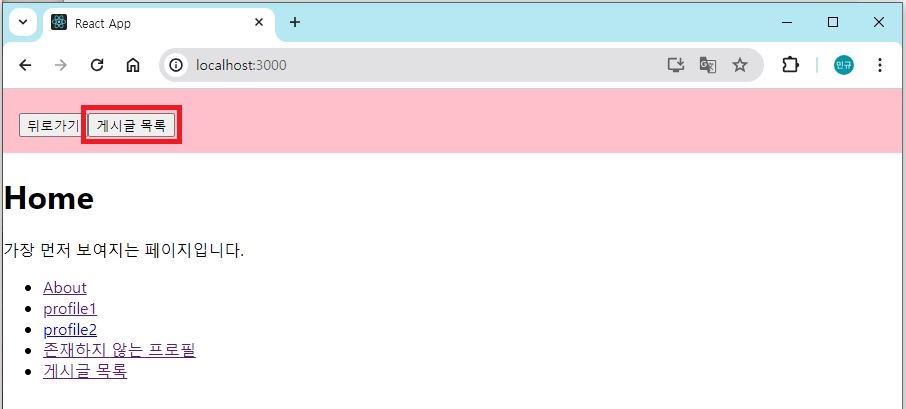 React App
localhost:3000
민규
뒤로가기 게시글 목록
Home
가장 먼저 보여지는 페이지입니다.
About
profile1
profile2
존재하지 않는 프로필
게시글 목록